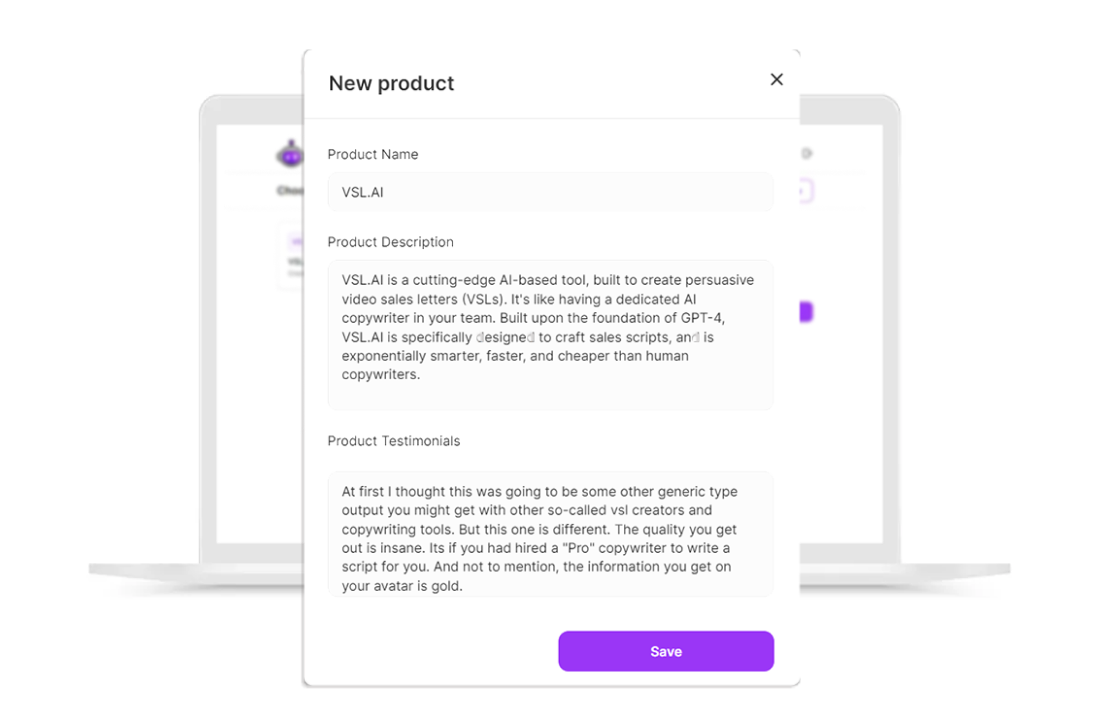 New product
Product Name
VSL.AI
Product Description
VSL.AI is a cutting-edge AI-based tool, built to create persuasive
video sales letters (VSLs). It's like having a dedicated AI
copywriter in your team. Built upon the foundation of GPT-4,
VSL.AI is specifically designed to craft sales scripts, and is
exponentially smarter, faster, and cheaper than human
copywriters.
Product Testimonials
At first I thought this was going to be some other generic type
output you might get with other so-called vsl creators and
copywriting tools. But this one is different. The quality you get
out is insane. Its if you had hired a "Pro" copywriter to write a
script for you. And not to mention, the information you get on
your avatar is gold.
Save